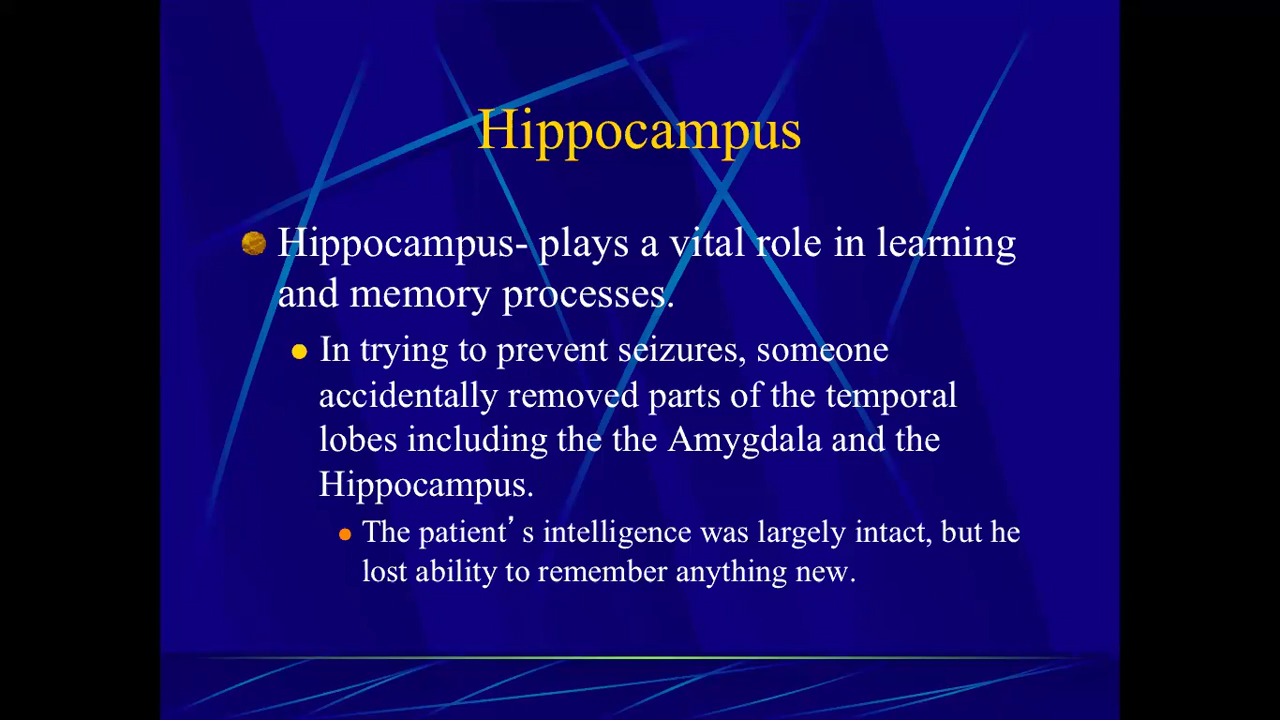 Hippocampus
Hippocampus- plays a vital role in learning
and memory processes.
In trying to prevent seizures, someone
accidentally removed parts of the temporal
lobes including the the Amygdala and the
Hippocampus.
The patient’s intelligence was largely intact, but he
lost ability to remember anything new.